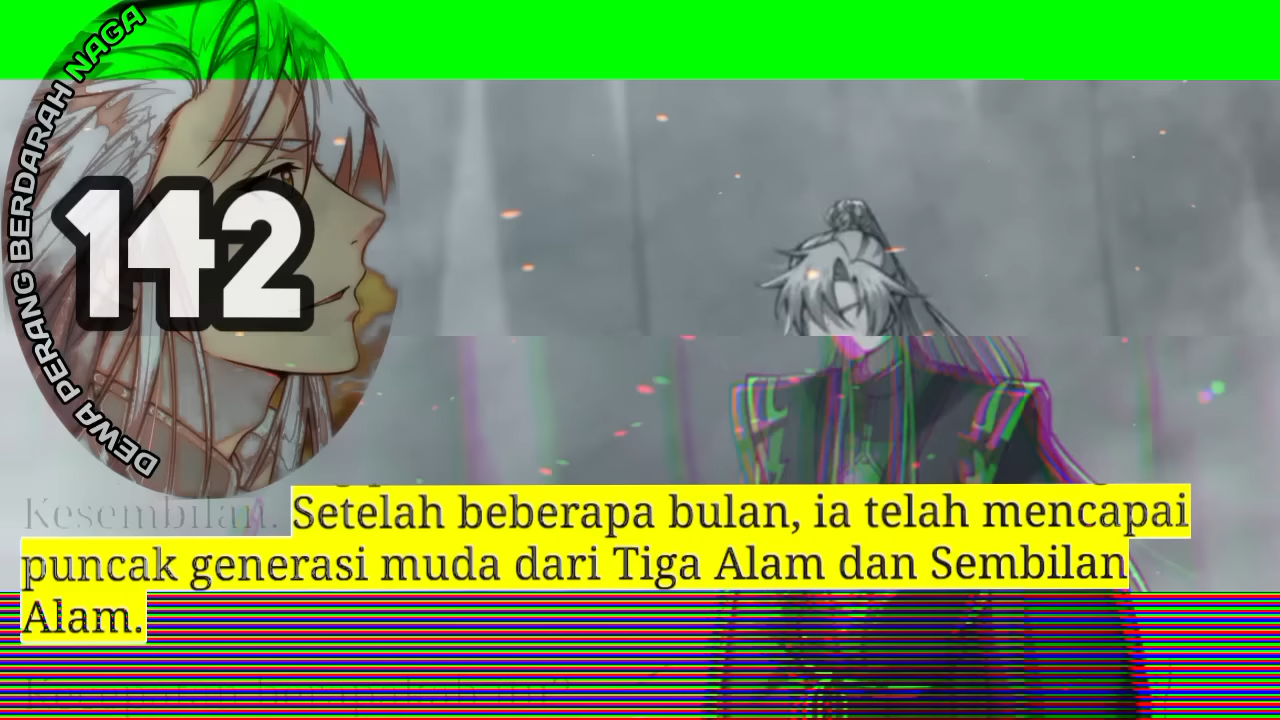 DEWA PERANG BERDARAH NAGA
142
Kesembilan. Setelah beberapa bulan, ia telah mencapai
puncak generasi muda dari Tiga Alam dan Sembilan
Alam.